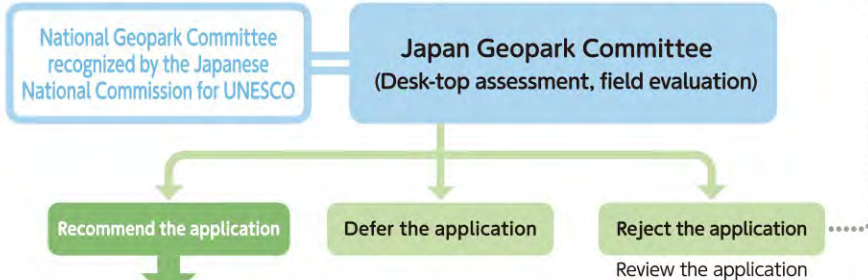 National Geopark Committee
recognized by the Japanese
National Commission for UNESCO
Japan Geopark Committee
(Desk-top assessment, field evaluation)
Recommend the application
Defer the application
Reject the application
Review the application